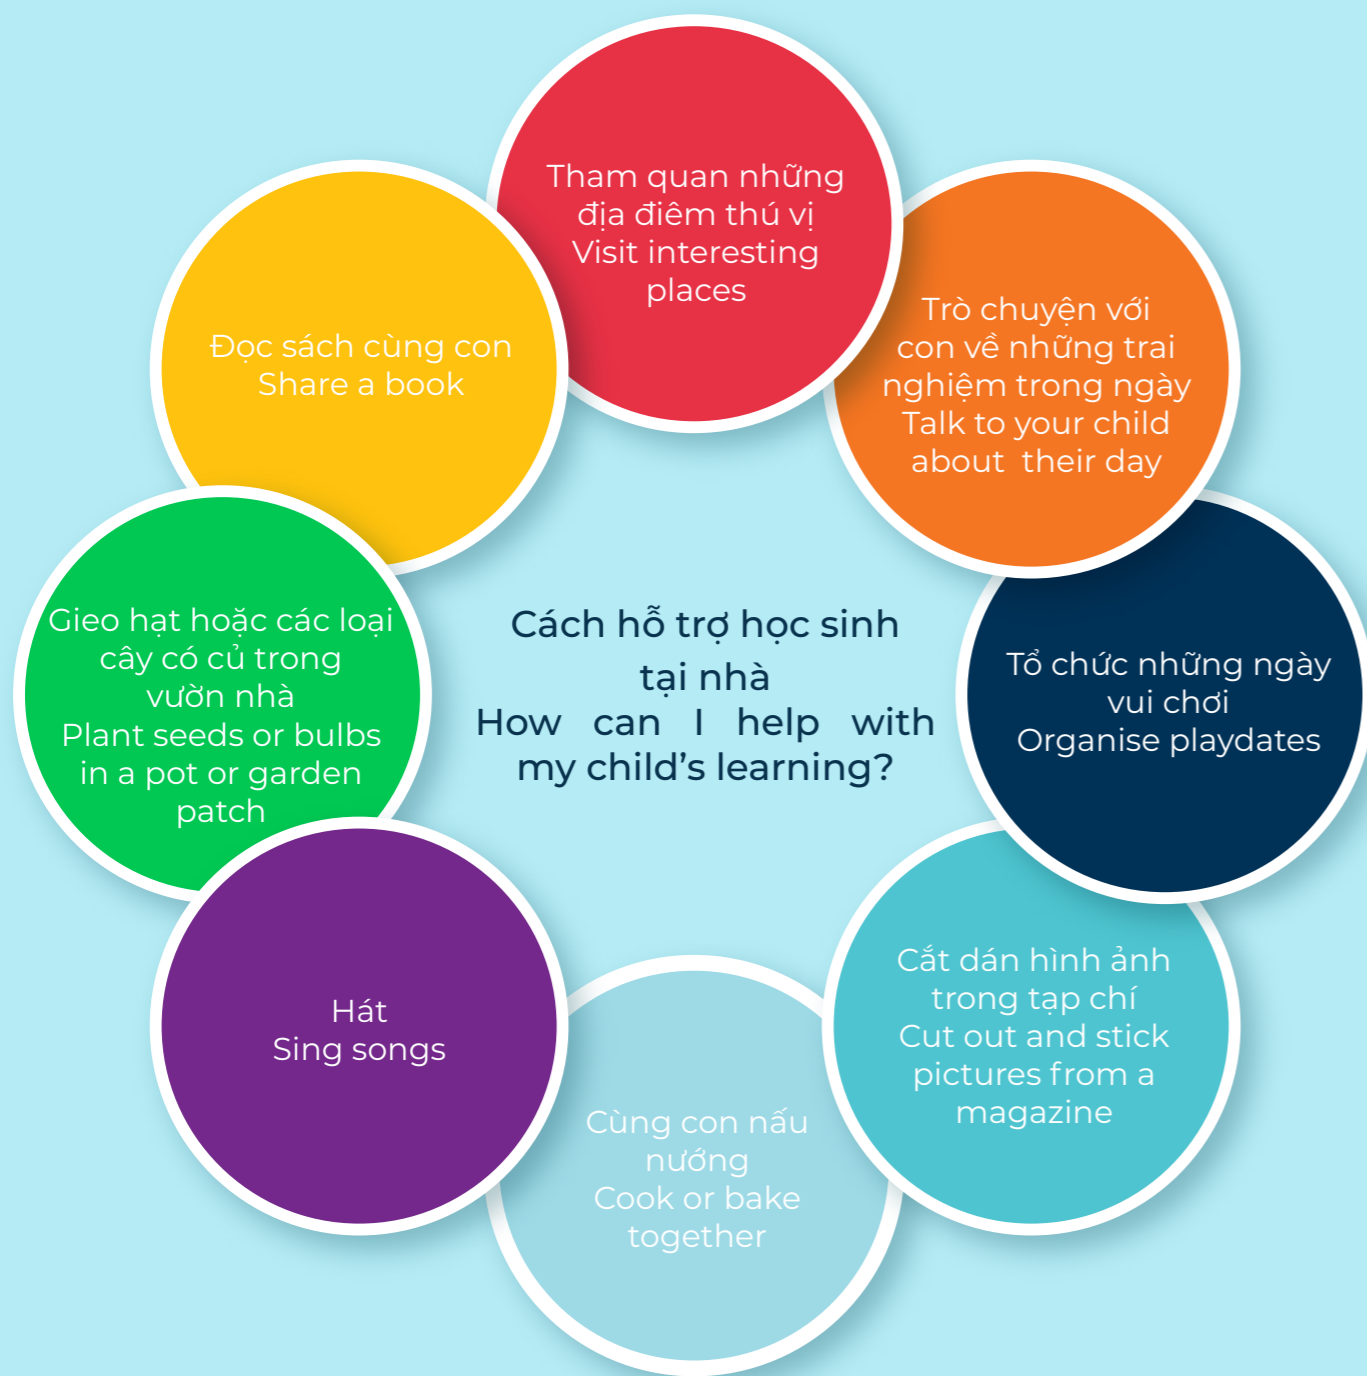 Tham quan những
địa điêm thú vị
Visit interesting
places
Trò chuyện với
con về những trai
nghiệm trong ngày
Talk to your child
about their day
Tổ chức những ngày
vui chơi
Organise playdates
Cắt dán hình ảnh
trong tạp chí
Cut out and stick
pictures from a
magazine
Cùng con nấu
nướng
Cook or bake
together
Hát
Sing songs
Gieo hạt hoặc các loại
cây có củ trong
vườn nhà
Plant seeds or bulbs
in a pot or garden
patch
Đọc sách cùng con
Share a book
Cách hỗ trợ học sinh
tại nhà
How can I help with
my child’s learning?